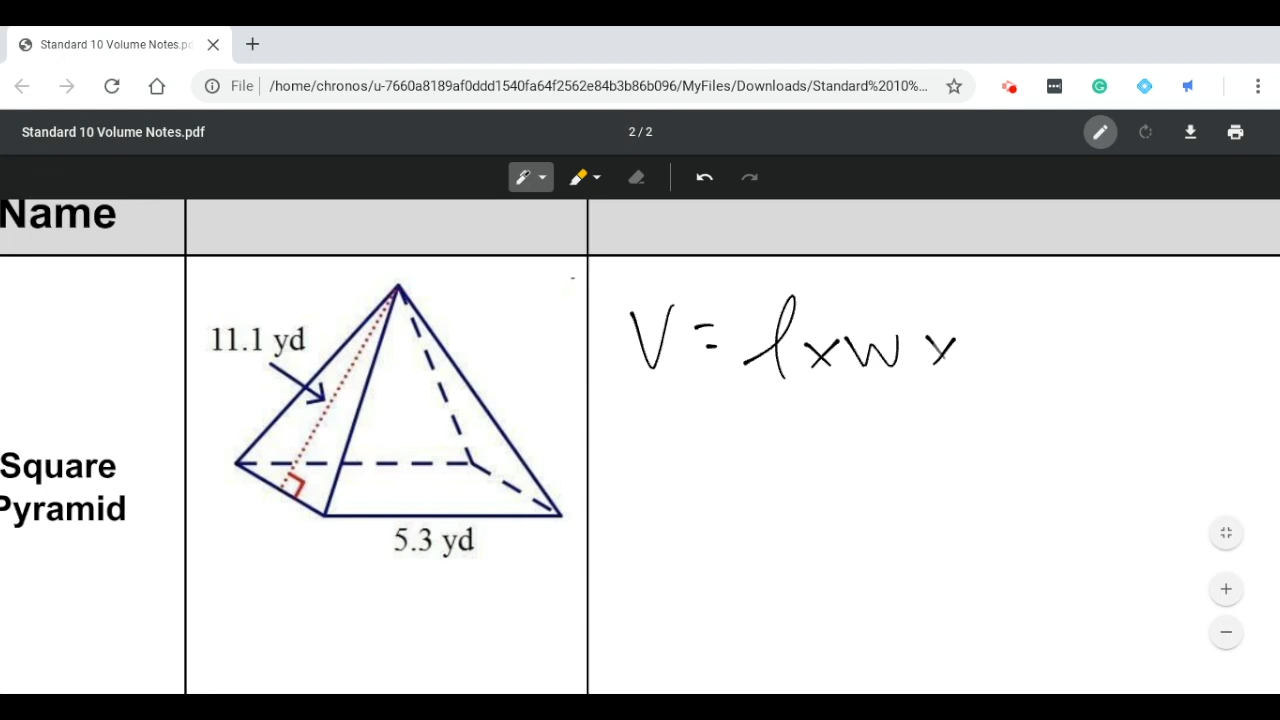 Standard 10 Volume Notes.pd
File
/home/chronos/u-7660a8189af0ddd1540fa64f2562e84b3b86b096/MyFiles/Downloads/Standard%2010%...
Standard 10 Volume Notes.pdf
2 / 2
Name
11.1 yd
V = l x w x
Square
Pyramid
5.3 yd